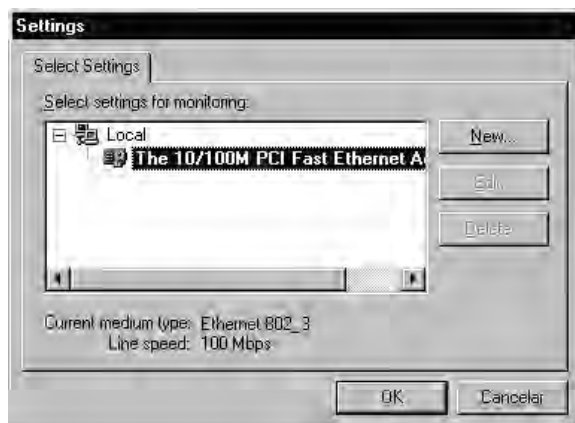 Settings
Select Settings
Select settings for monitoring:
Local
The 10/100M PCI Fast Ethernet A
New...
Edit...
Delete
Current medium type: Ethernet 802_3
Line speed: 100 Mbps
OK
Cancelar